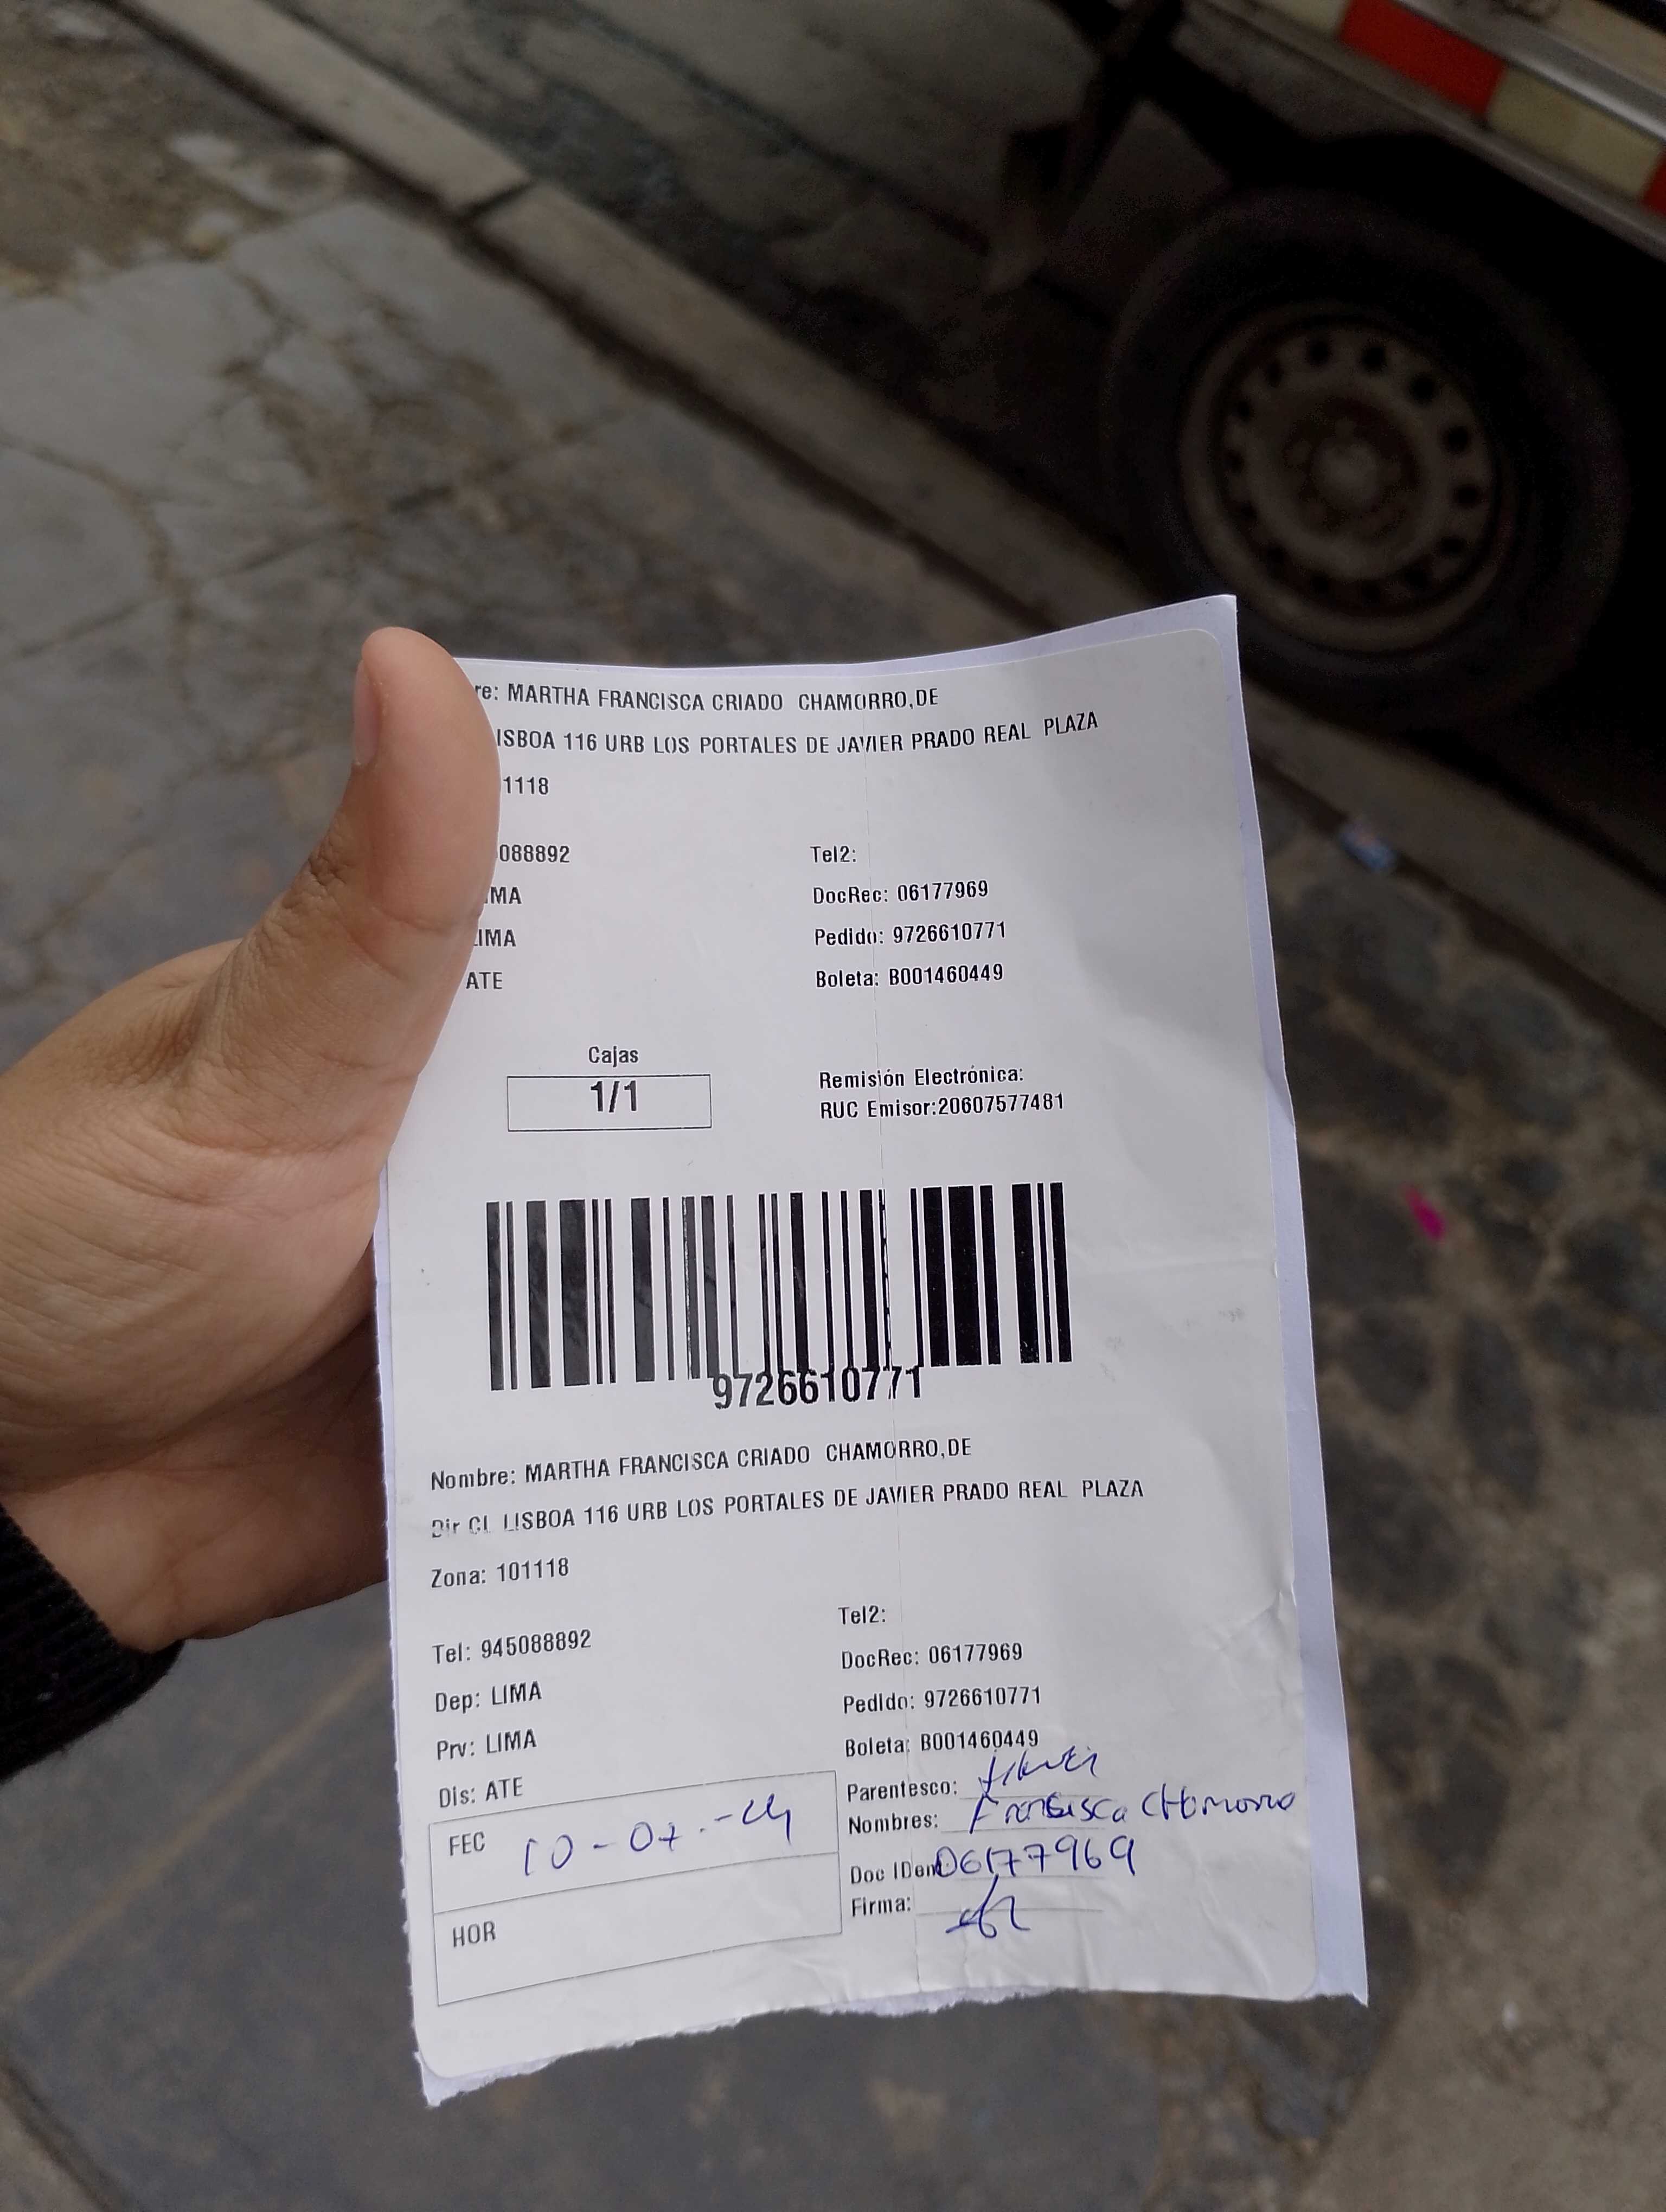 re: MARTHA FRANCISCA CRIADO CHAMORRO,DE
ISBOA 116 URB LOS PORTALES DE JAVIER PRADO REAL PLAZA
1118
088892
Tel2:
MA
DocRec: 06177969
IMA
Pedido: 9726610771
ATE
Boleta: B001460449
Cajas
1/1
Remisión Electrónica:
RUC Emisor:20607577481
9726610771
Nombre: MARTHA FRANCISCA CRIADO CHAMORRO,DE
Dir CL LISBOA 116 URB LOS PORTALES DE JAVIER PRADO REAL PLAZA
Zona: 101118
Tel2:
Tel: 945088892
DocRec: 06177969
Dep: LIMA
Pedido: 9726610771
Prv: LIMA
Boleta: B001460449
Dis: ATE
Parentesco:
Nombres: Francisca CHamorro
FEC 10-07.-24
Doc IDen 06177969
Firma:
HOR